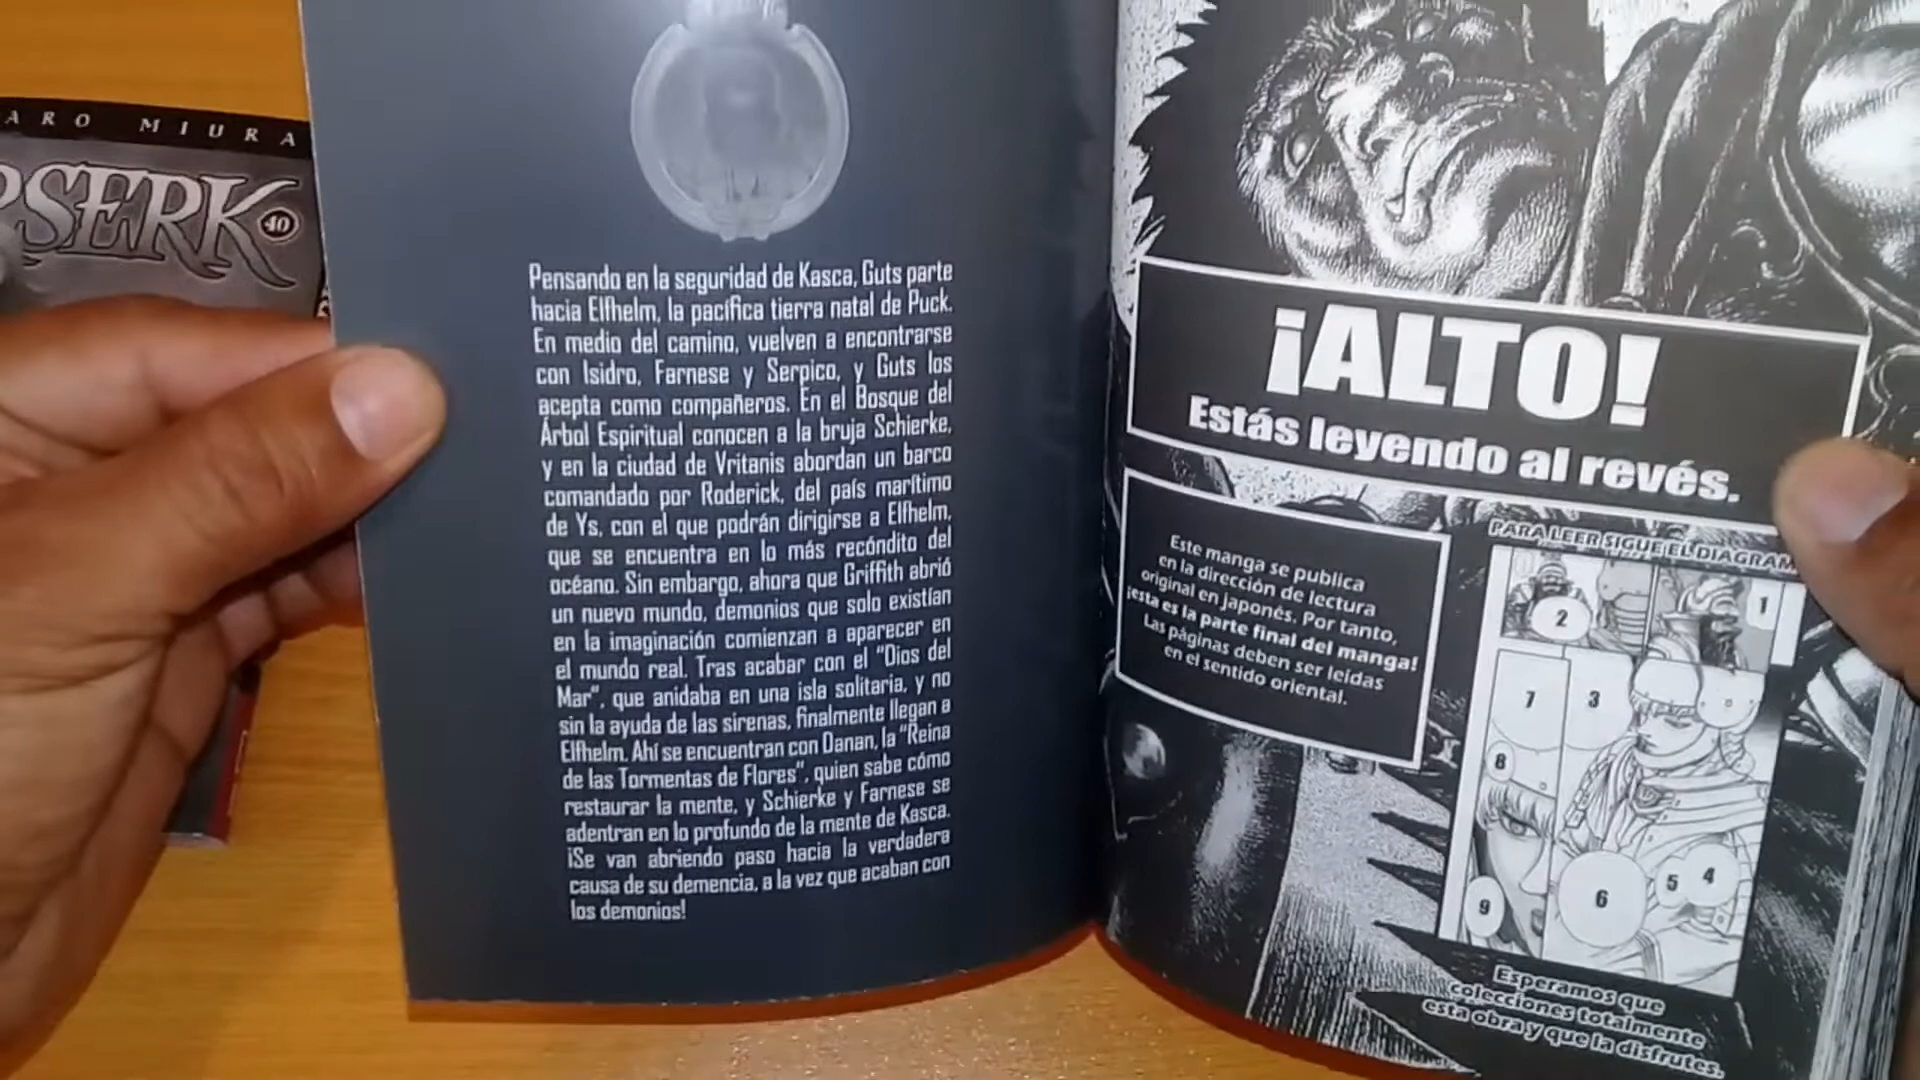 ARO MIURA
RSERK 40
Pensando en la seguridad de Kasca, Guts parte
hacia Elfhelm, la pacífica tierra natal de Puck.
En medio del camino, vuelven a encontrarse
con Isidro, Farnese y Serpico, y Guts los
acepta como compañeros. En el Bosque del
Árbol Espiritual conocen a la bruja Schierke,
y en la ciudad de Vritanis abordan un barco
comandado por Roderick, del país marítimo
de Ys, con el que podrán dirigirse a Elfhelm,
que se encuentra en lo más recóndito del
océano. Sin embargo, ahora que Griffith abrió
un nuevo mundo, demonios que solo existían
en la imaginación comienzan a aparecer en
el mundo real. Tras acabar con el "Dios del
Mar", que anidaba en una isla solitaria, y no
sin la ayuda de las sirenas, finalmente llegan a
Elfhelm. Ahí se encuentran con Danan, la "Reina
de las Tormentas de Flores", quien sabe cómo
restaurar la mente, y Schierke y Farnese se
adentran en lo profundo de la mente de Kasca.
¡Se van abriendo paso hacia la verdadera
causa de su demencia, a la vez que acaban con
los demonios!
¡ALTO!
Estás leyendo al revés.
Este manga se publica
en la dirección de lectura
original en japonés. Por tanto,
¡esta es la parte final del manga!
Las páginas deben ser leídas
en el sentido oriental.
PARA LEER SIGUE EL DIAGRAM
1
2
3
7
8
4
5
6
9
Esperamos que
colecciones totalmente
esta obra y que la disfrutes.